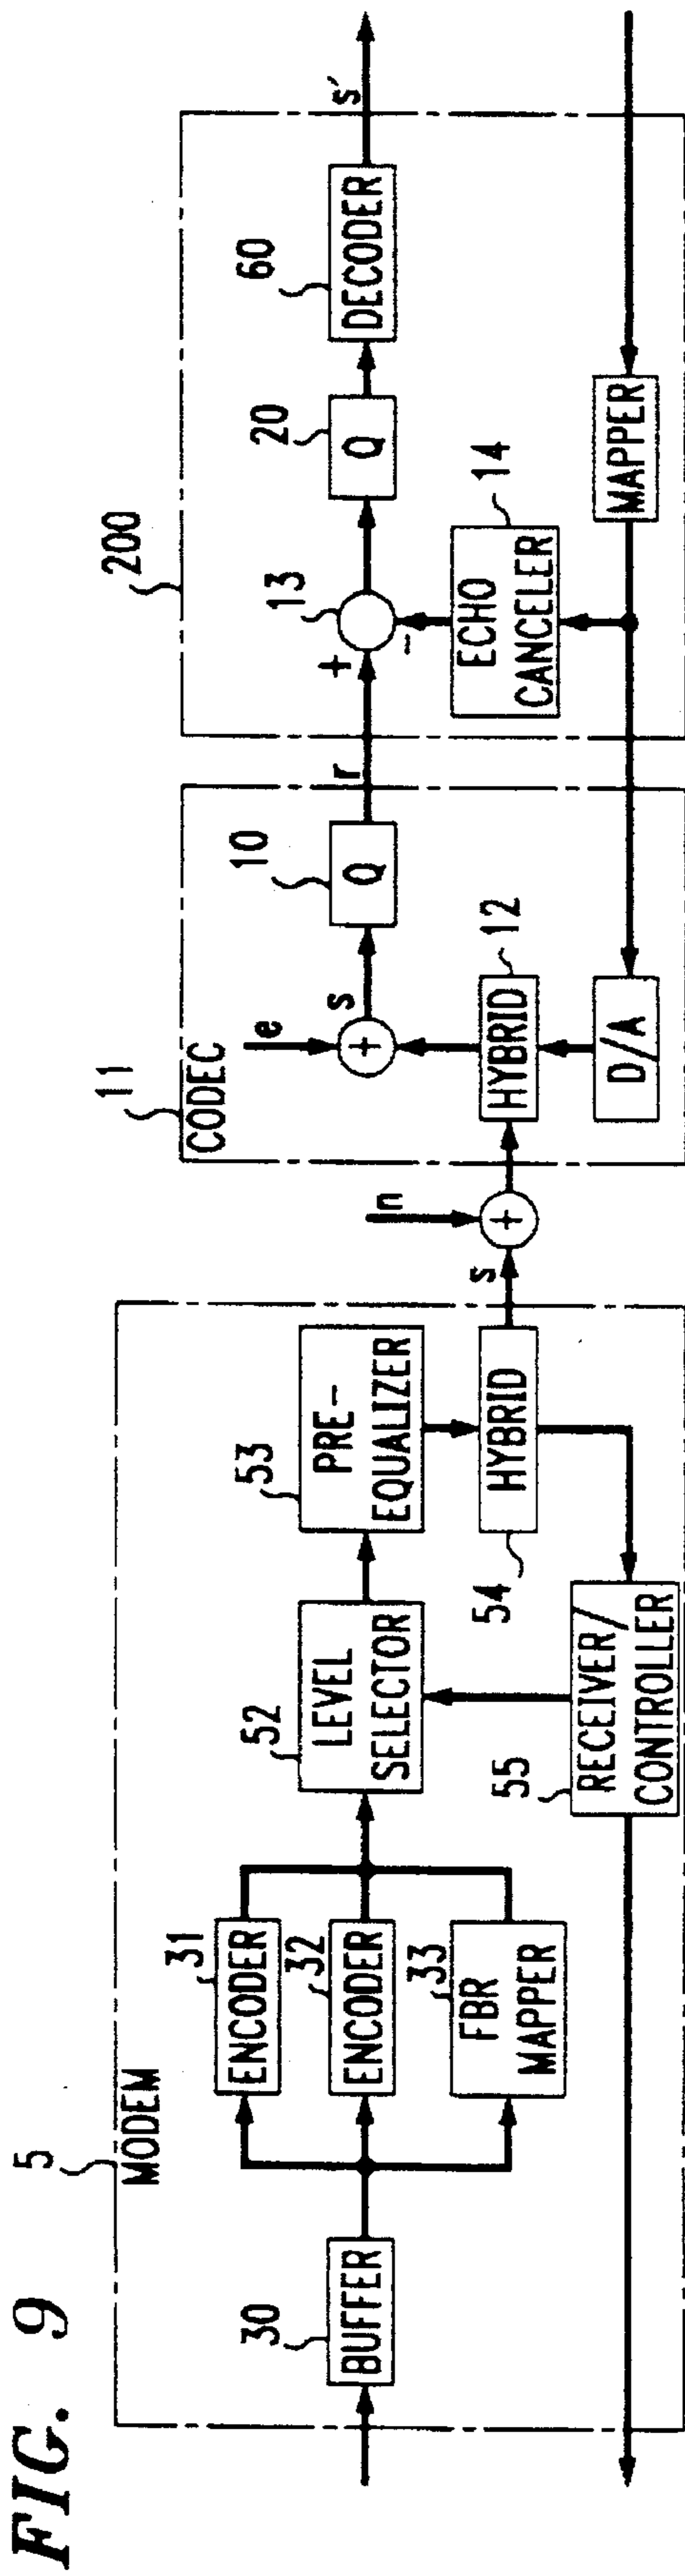 FIG. 9
5
MODEM
30
BUFFER
31
ENCODER
32
ENCODER
33
FBR
MAPPER
52
LEVEL
SELECTOR
53
PRE-
EQUALIZER
54
HYBRID
55
RECEIVER/
CONTROLLER
s
n
+
11
CODEC
e
+
s
10
Q
r
HYBRID
12
D/A
200
+
-
13
20
Q
60
DECODER
s'
ECHO
CANCELER
14
MAPPER